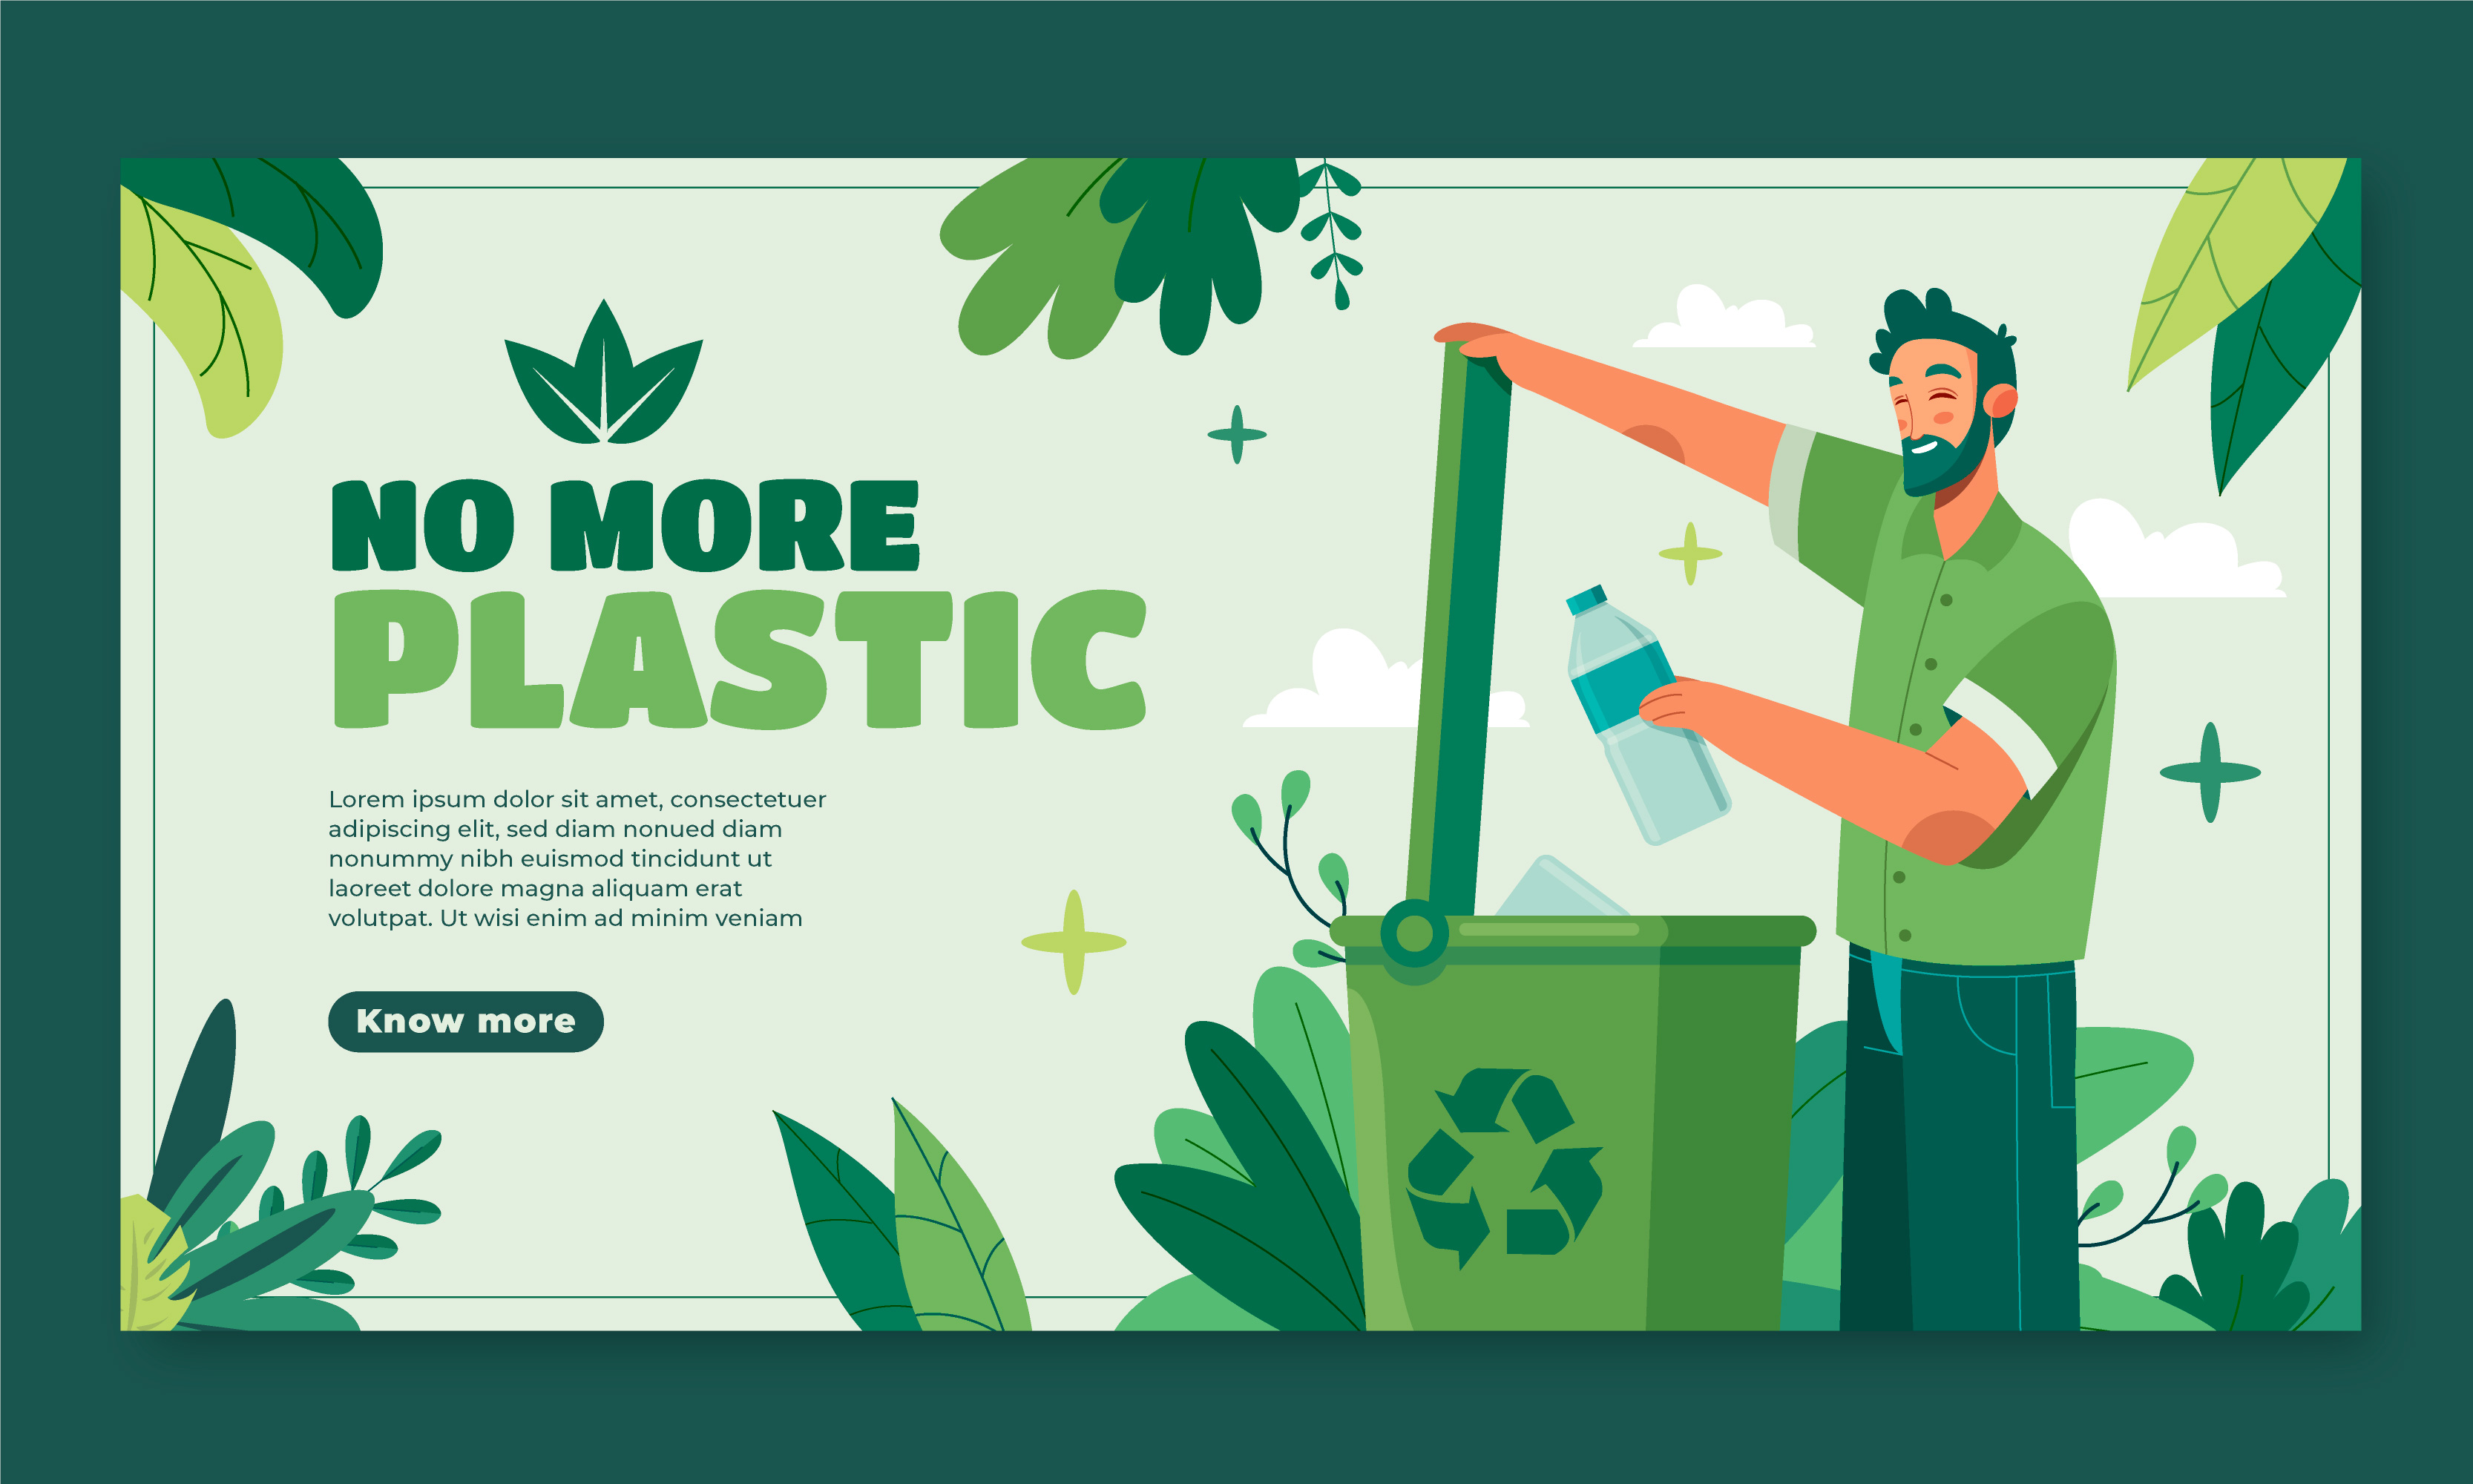 NO MORE
PLASTIC
Lorem ipsum dolor sit amet, consectetuer
adipiscing elit, sed diam nonued diam
nonummy nibh euismod tincidunt ut
laoreet dolore magna aliquam erat
volutpat. Ut wisi enim ad minim veniam
Know more